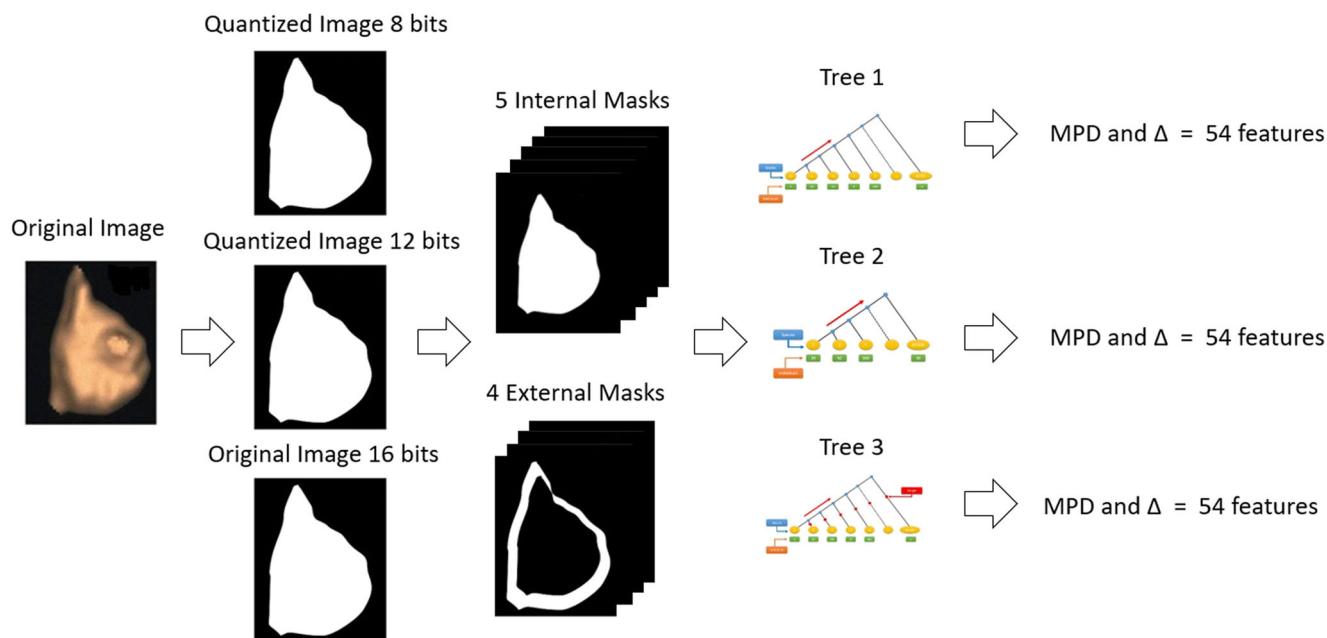 Quantized Image 8 bits
5 Internal Masks
Tree 1
MPD and Δ = 54 features
Original Image
Quantized Image 12 bits
Tree 2
MPD and Δ = 54 features
4 External Masks
Original Image 16 bits
Tree 3
MPD and Δ = 54 features